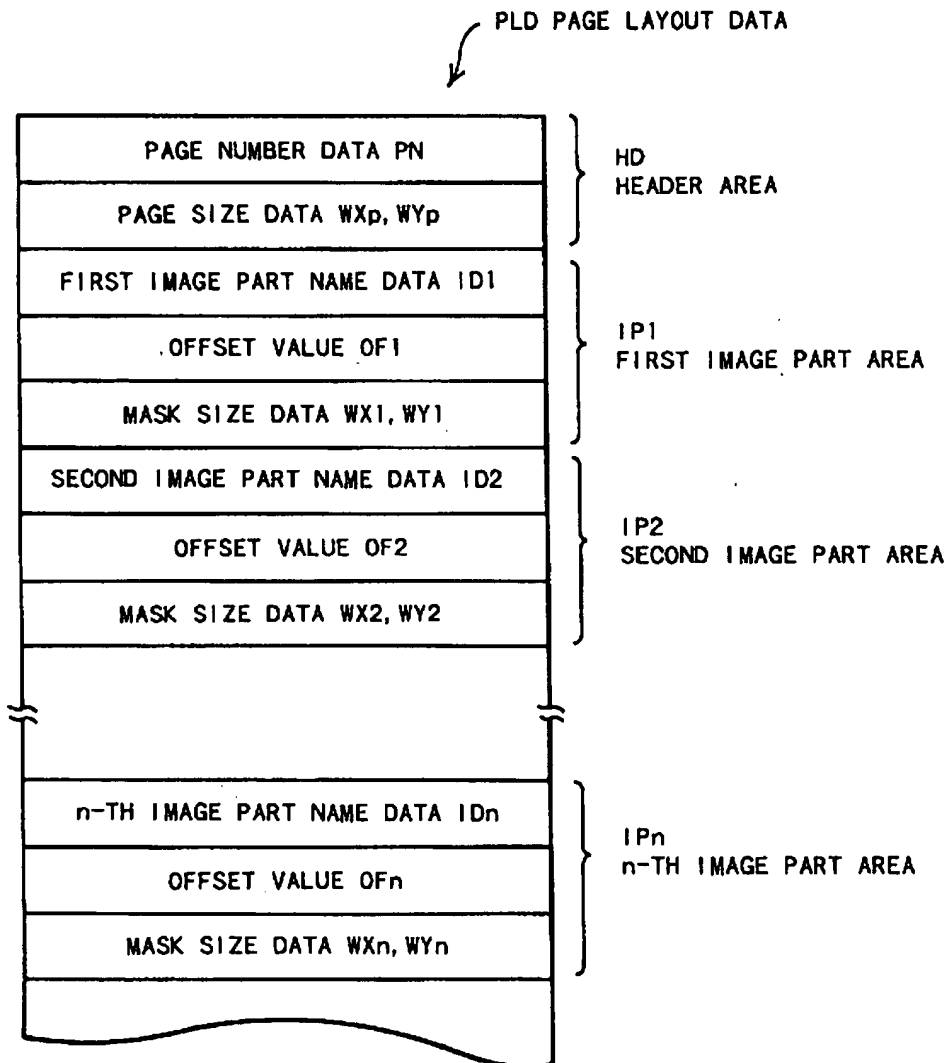 PLD PAGE LAYOUT DATA
PAGE NUMBER DATA PN
PAGE SIZE DATA WXp, WYp
HD
HEADER AREA
FIRST IMAGE PART NAME DATA ID1
OFFSET VALUE OF1
MASK SIZE DATA WX1, WY1
IP1
FIRST IMAGE PART AREA
SECOND IMAGE PART NAME DATA ID2
OFFSET VALUE OF2
MASK SIZE DATA WX2, WY2
IP2
SECOND IMAGE PART AREA
n-TH IMAGE PART NAME DATA IDn
OFFSET VALUE OFn
MASK SIZE DATA WXn, WYn
IPn
n-TH IMAGE PART AREA